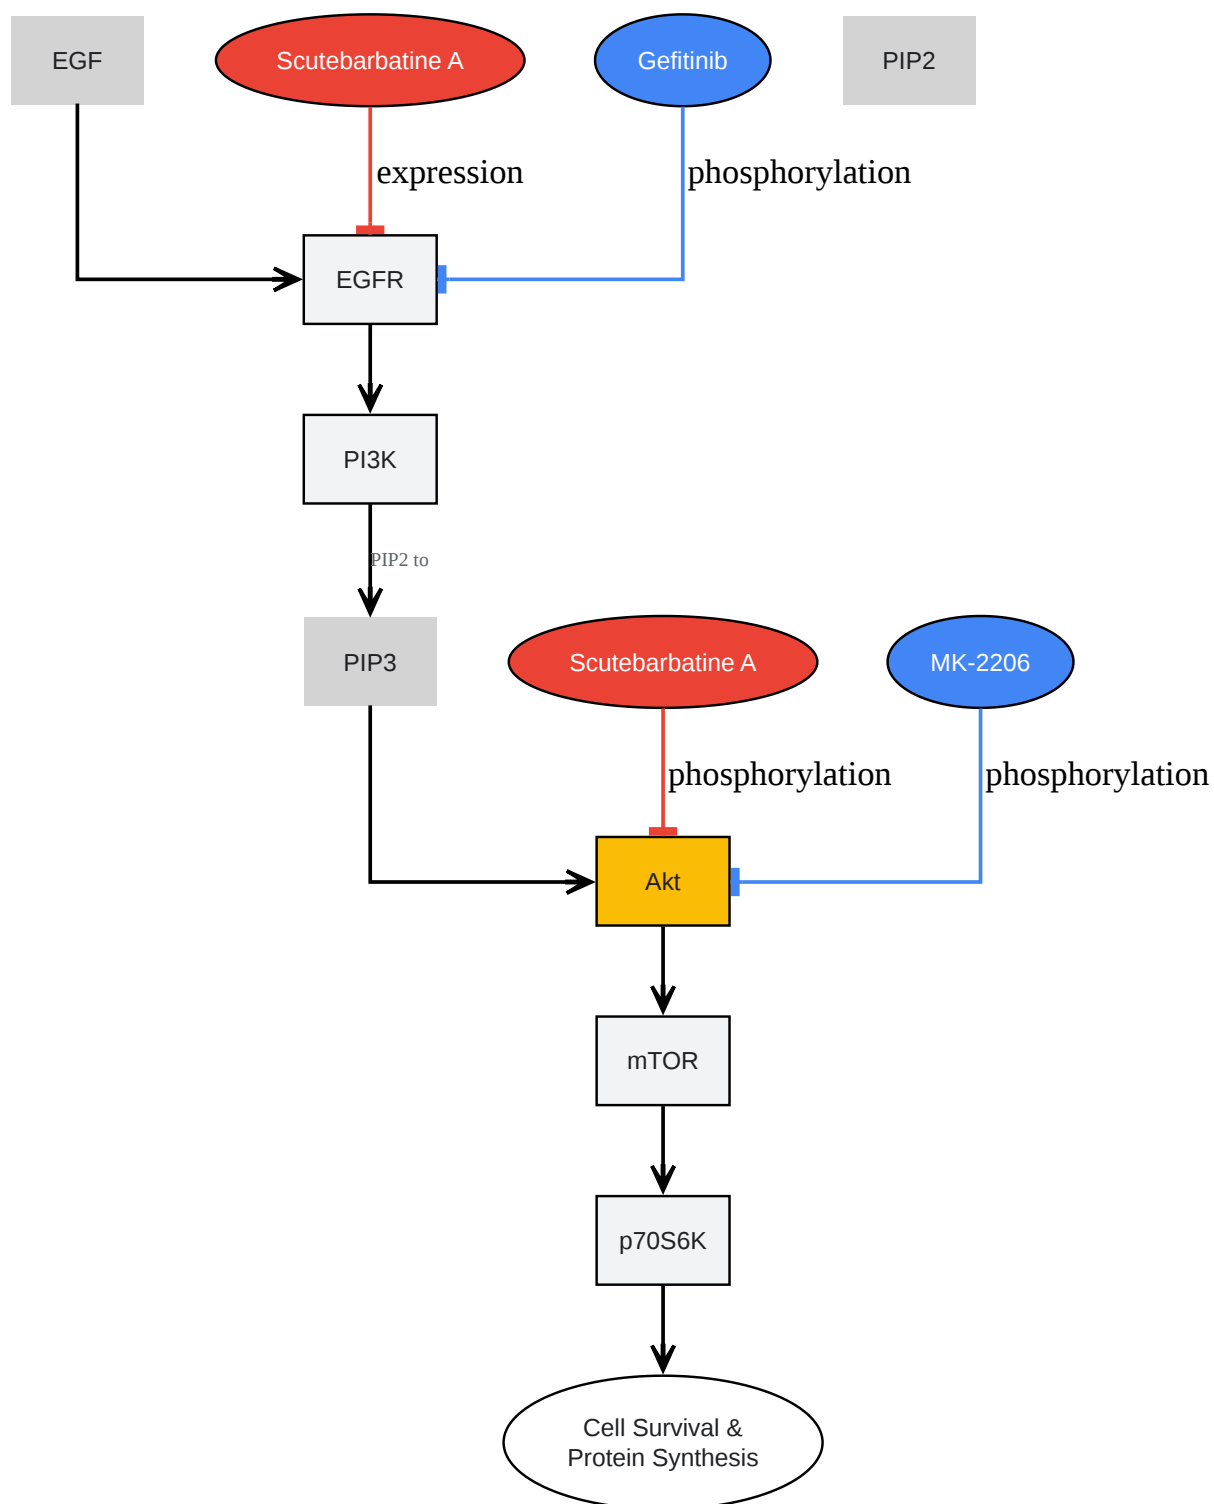 EGF
Scutebarbatine A
Gefitinib
PIP2
expression
phosphorylation
EGFR
PI3K
PIP2 to
PIP3
Scutebarbatine A
MK-2206
phosphorylation
phosphorylation
Akt
mTOR
p70S6K
Cell Survival &
Protein Synthesis